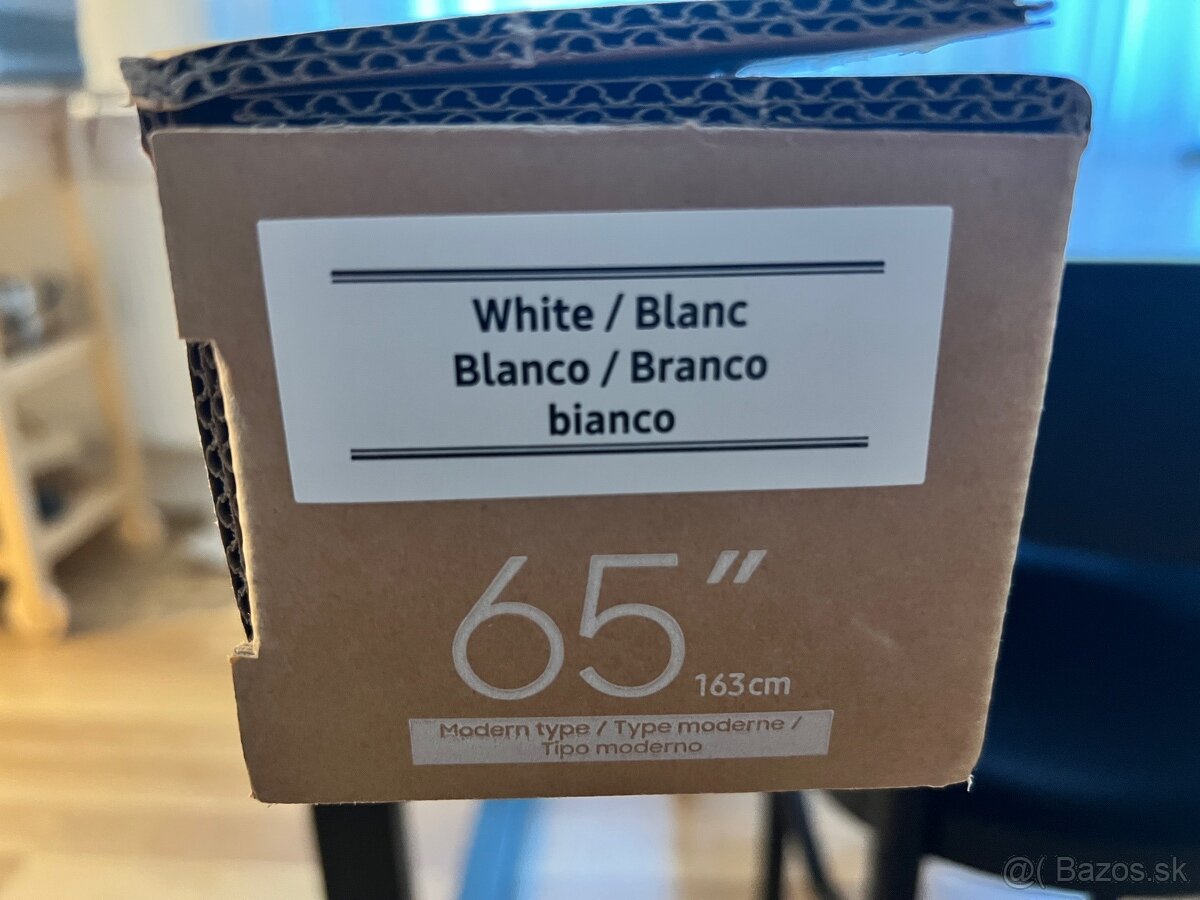 White / Blanc
Blanco / Branco
bianco
65”
163cm
Modern type / Type moderne /
Tipo moderno
@( Bazos.sk